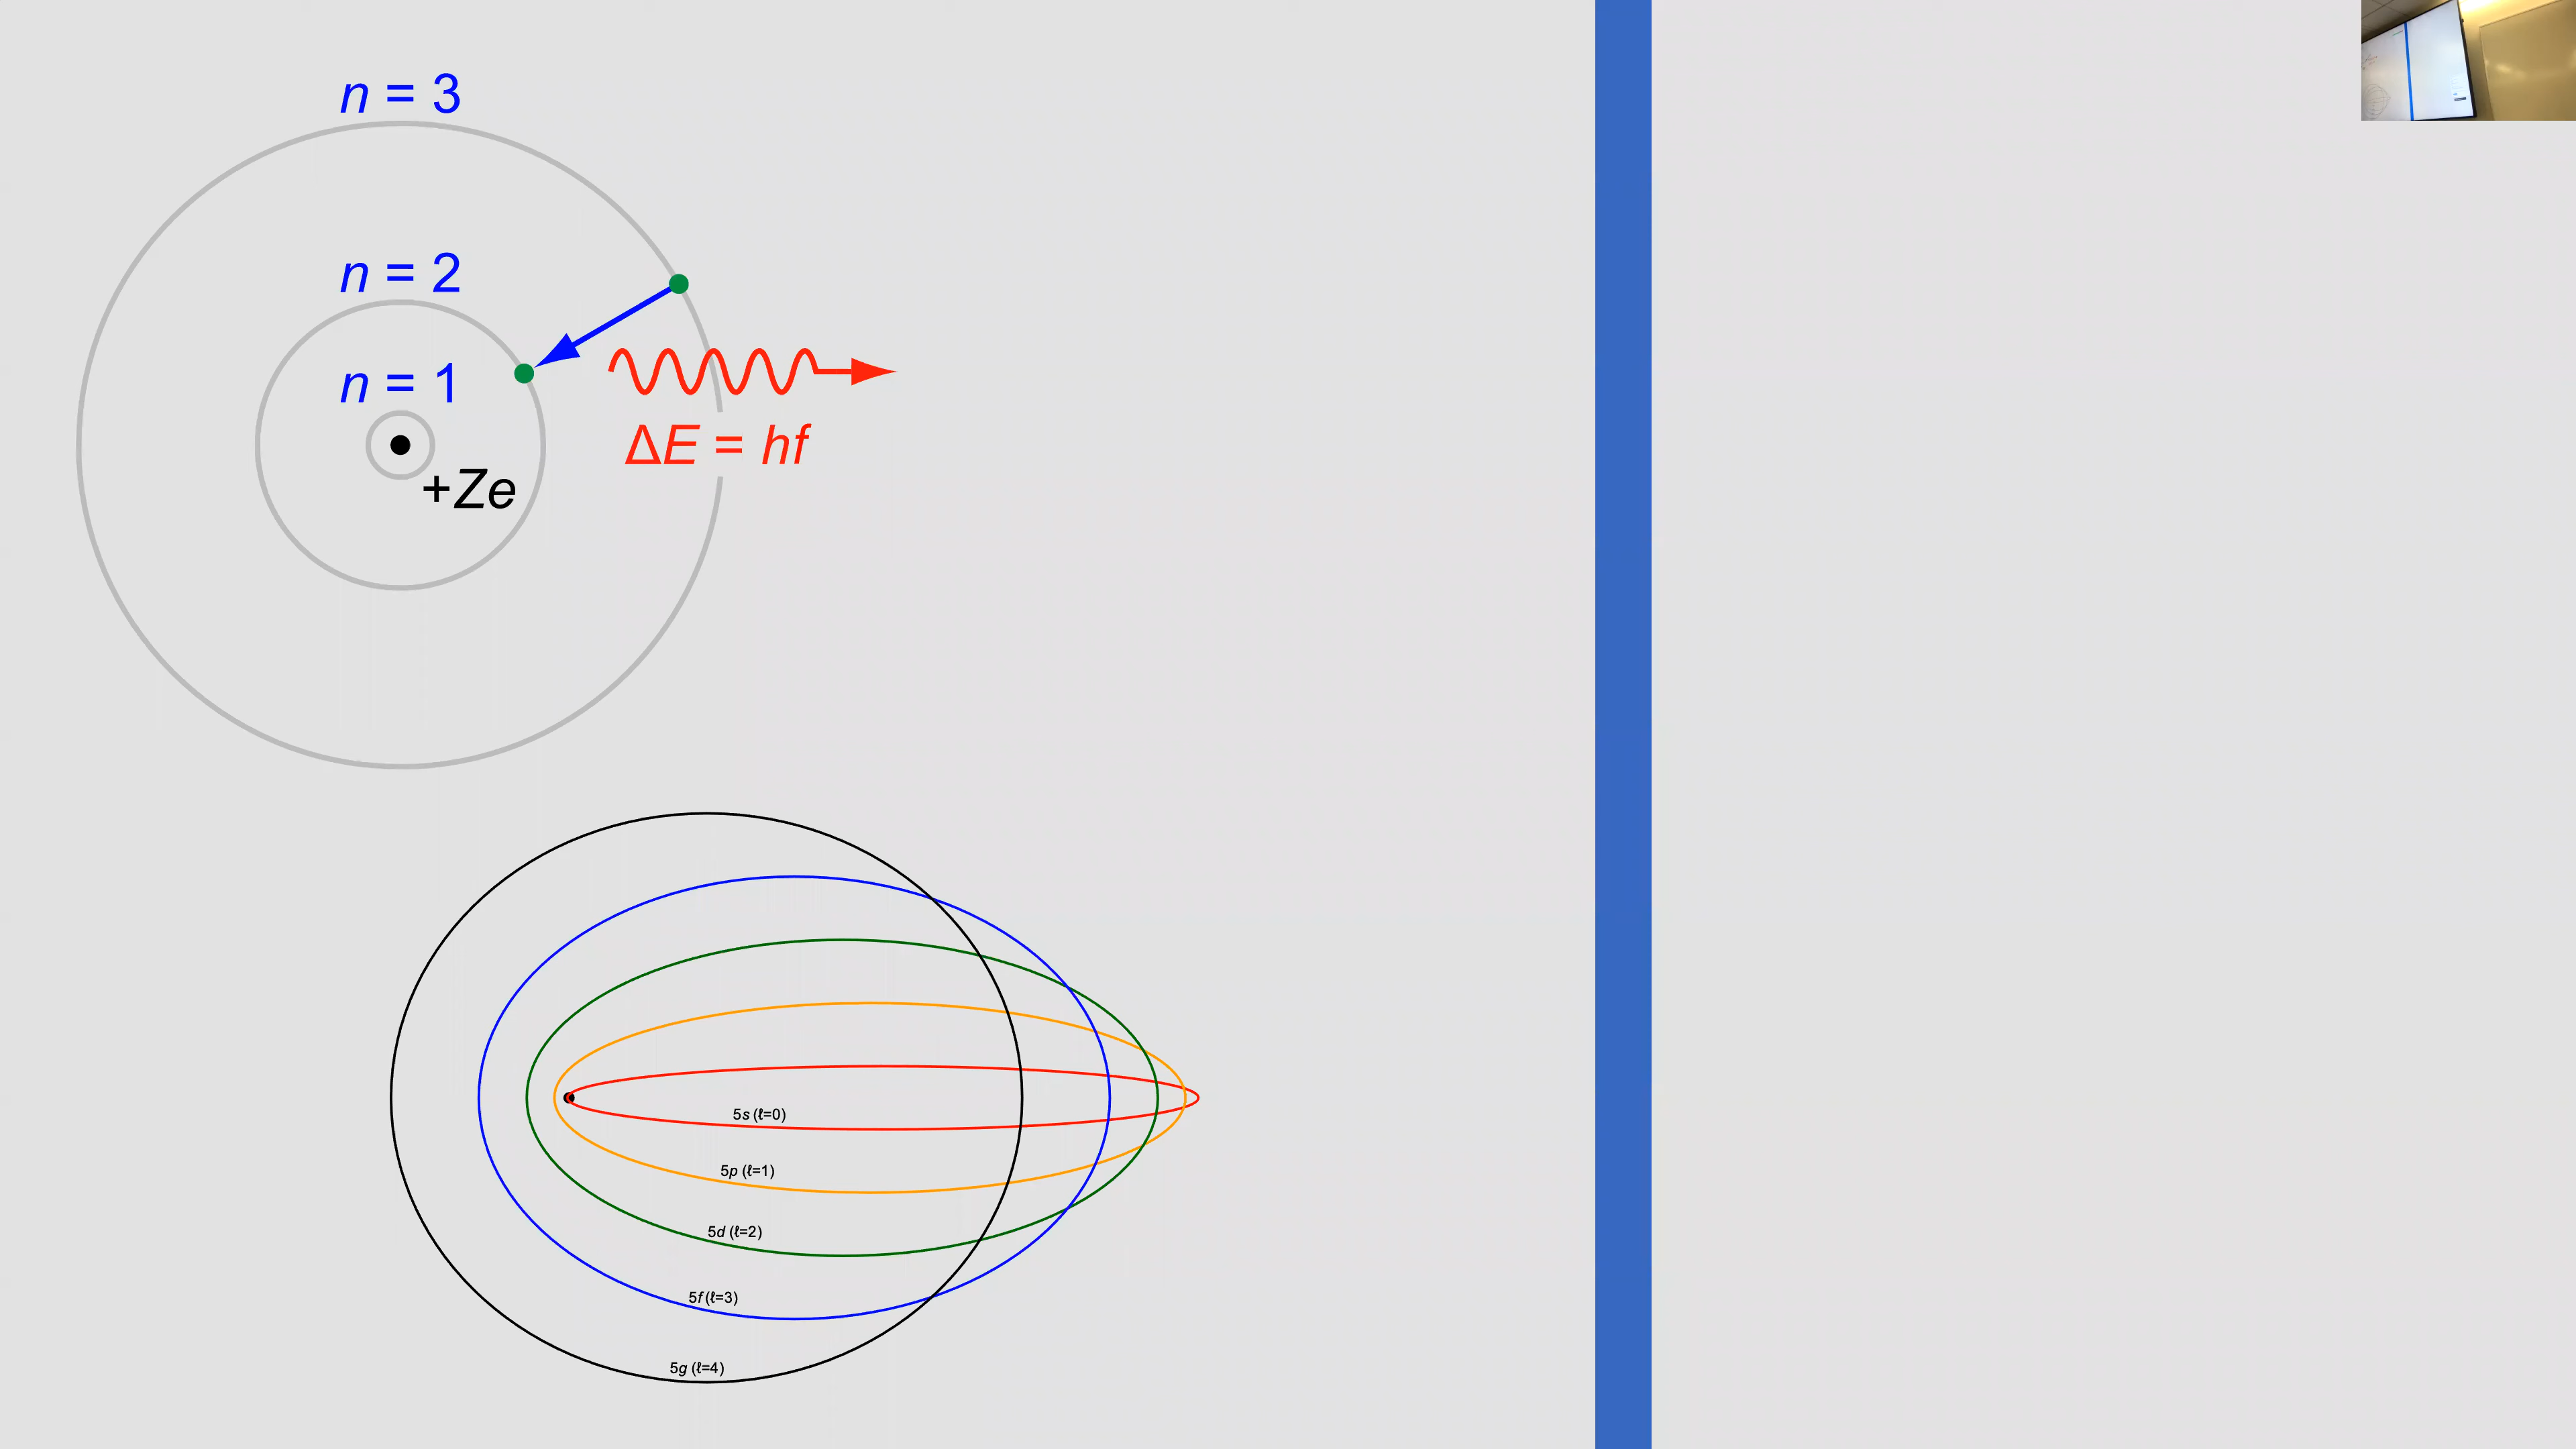 n = 3
n = 2
n = 1
+Ze
ΔE = hf
5s (ℓ=0)
5p (ℓ=1)
5d (ℓ=2)
5f (ℓ=3)
5g (ℓ=4)